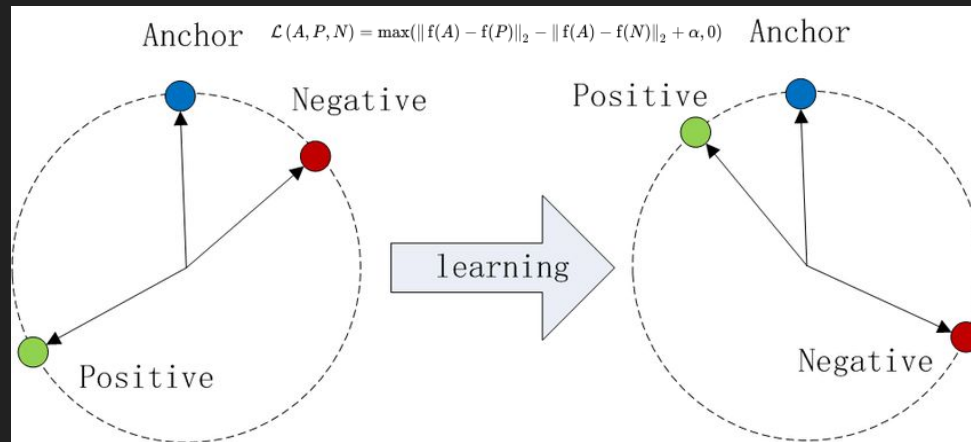 Anchor
L(A, P, N) = max(‖ f(A) − f(P)‖₂ − ‖ f(A) − f(N)‖₂ + α, 0)
Anchor
Negative
Positive
learning
Positive
Negative